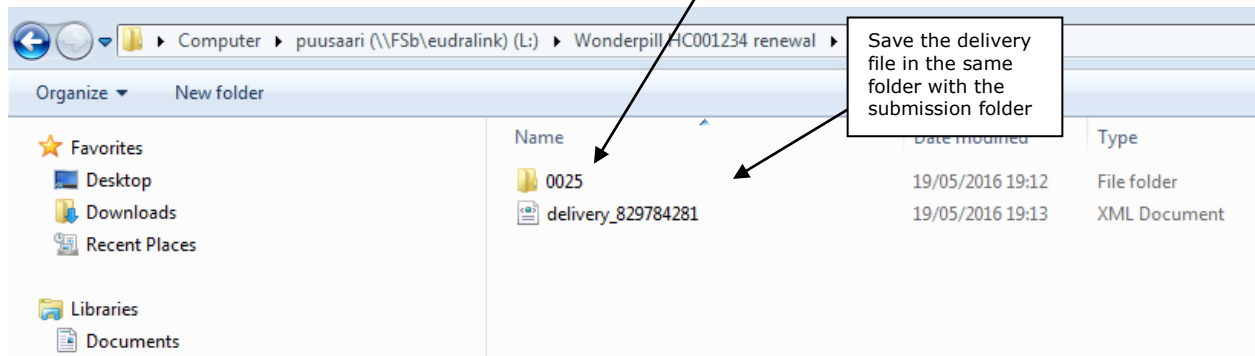 Computer ▸ puusaari (\\FSb\eudralink) (L:) ▸ Wonderpill HC001234 renewal ▸
Save the delivery
file in the same
folder with the
submission folder
Organize ▾ New folder
Favorites
Desktop
Downloads
Recent Places
Libraries
Documents
Name Date modified Type
0025 19/05/2016 19:12 File folder
delivery_829784281 19/05/2016 19:13 XML Document